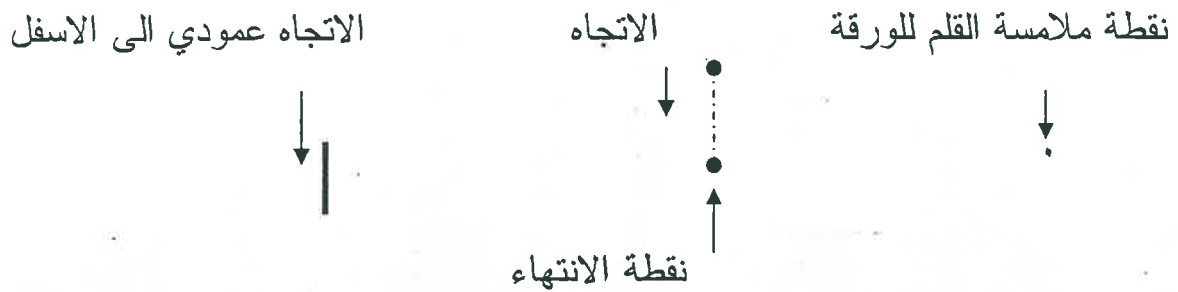 نقطة ملامسة القلم للورقة الاتجاه الاتجاه عمودي الى الاسفل
نقطة الانتهاء